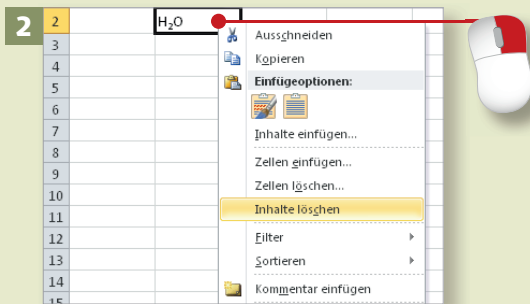 2
2 H₂O
3 Ausschneiden
4 Kopieren
5 Einfügeoptionen:
6
7 Inhalte einfügen...
8 Zellen einfügen...
9 Zellen löschen...
10 Inhalte löschen
11
12 Filter
13 Sortieren
14 Kommentar einfügen
15